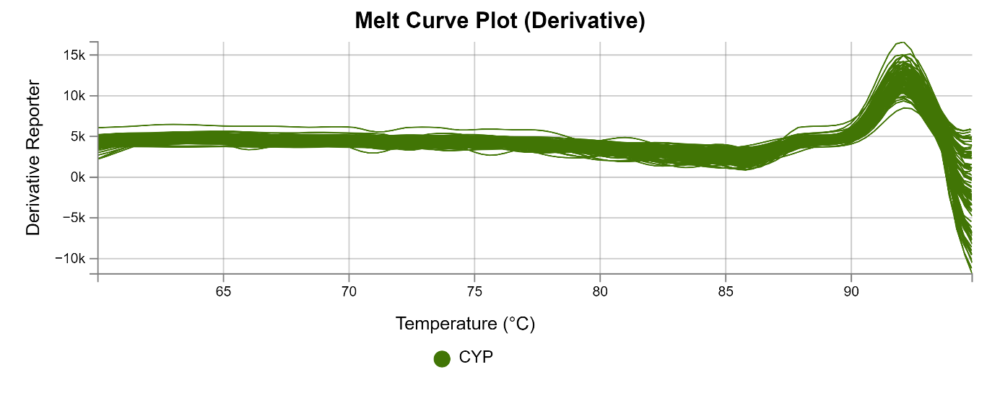 Melt Curve Plot (Derivative)
Derivative Reporter
15k
10k
5k
0k
−5k
−10k
65 70 75 80 85 90
Temperature (°C)
CYP